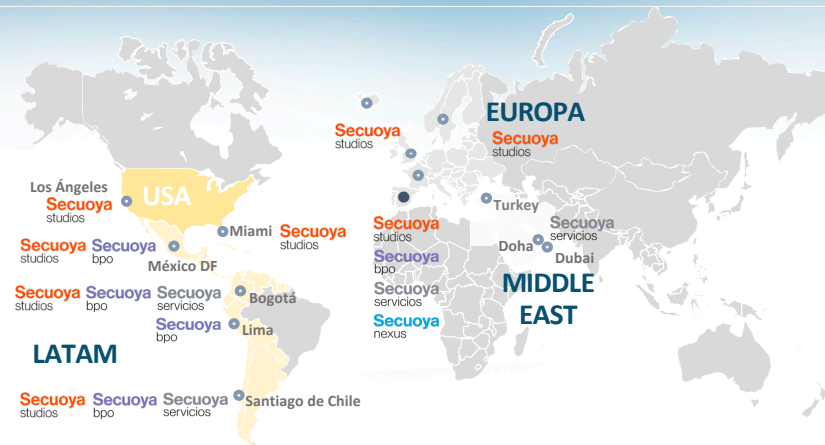 EUROPA
Secuoya
studios
Secuoya
studios
Los Ángeles
Secuoya
studios
USA
Miami
Secuoya
studios
Secuoya
studios
Secuoya
bpo
México DF
Secuoya
studios
Secuoya
bpo
Secuoya
servicios
Bogotá
Secuoya
bpo
Lima
LATAM
Secuoya
studios
Secuoya
bpo
Secuoya
servicios
Santiago de Chile
Secuoya
studios
Secuoya
bpo
Secuoya
servicios
Secuoya
nexus
Turkey
Secuoya
servicios
Doha
Dubai
MIDDLE
EAST